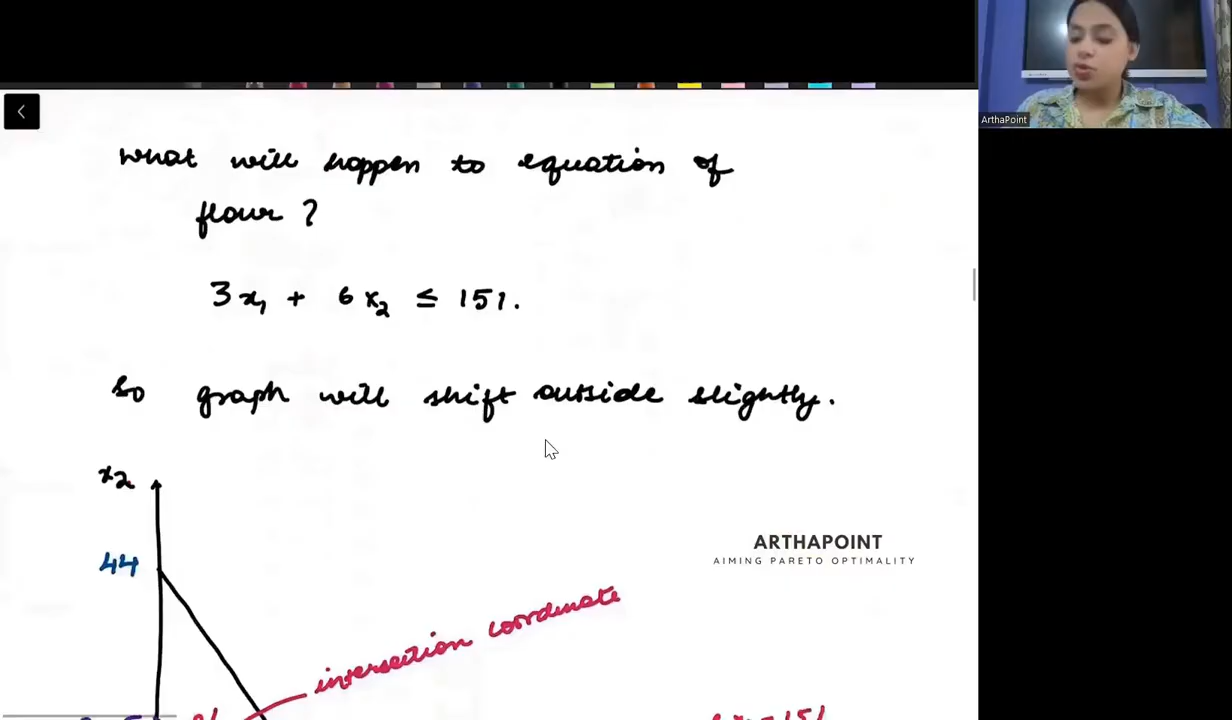 ArthaPoint
what will happen to equation of
flour ?
3x₁ + 6x₂ ≤ 151.
So graph will shift outside slightly.
x₂
44
ARTHAPOINT
AIMING PARETO OPTIMALITY
intersection coordinate